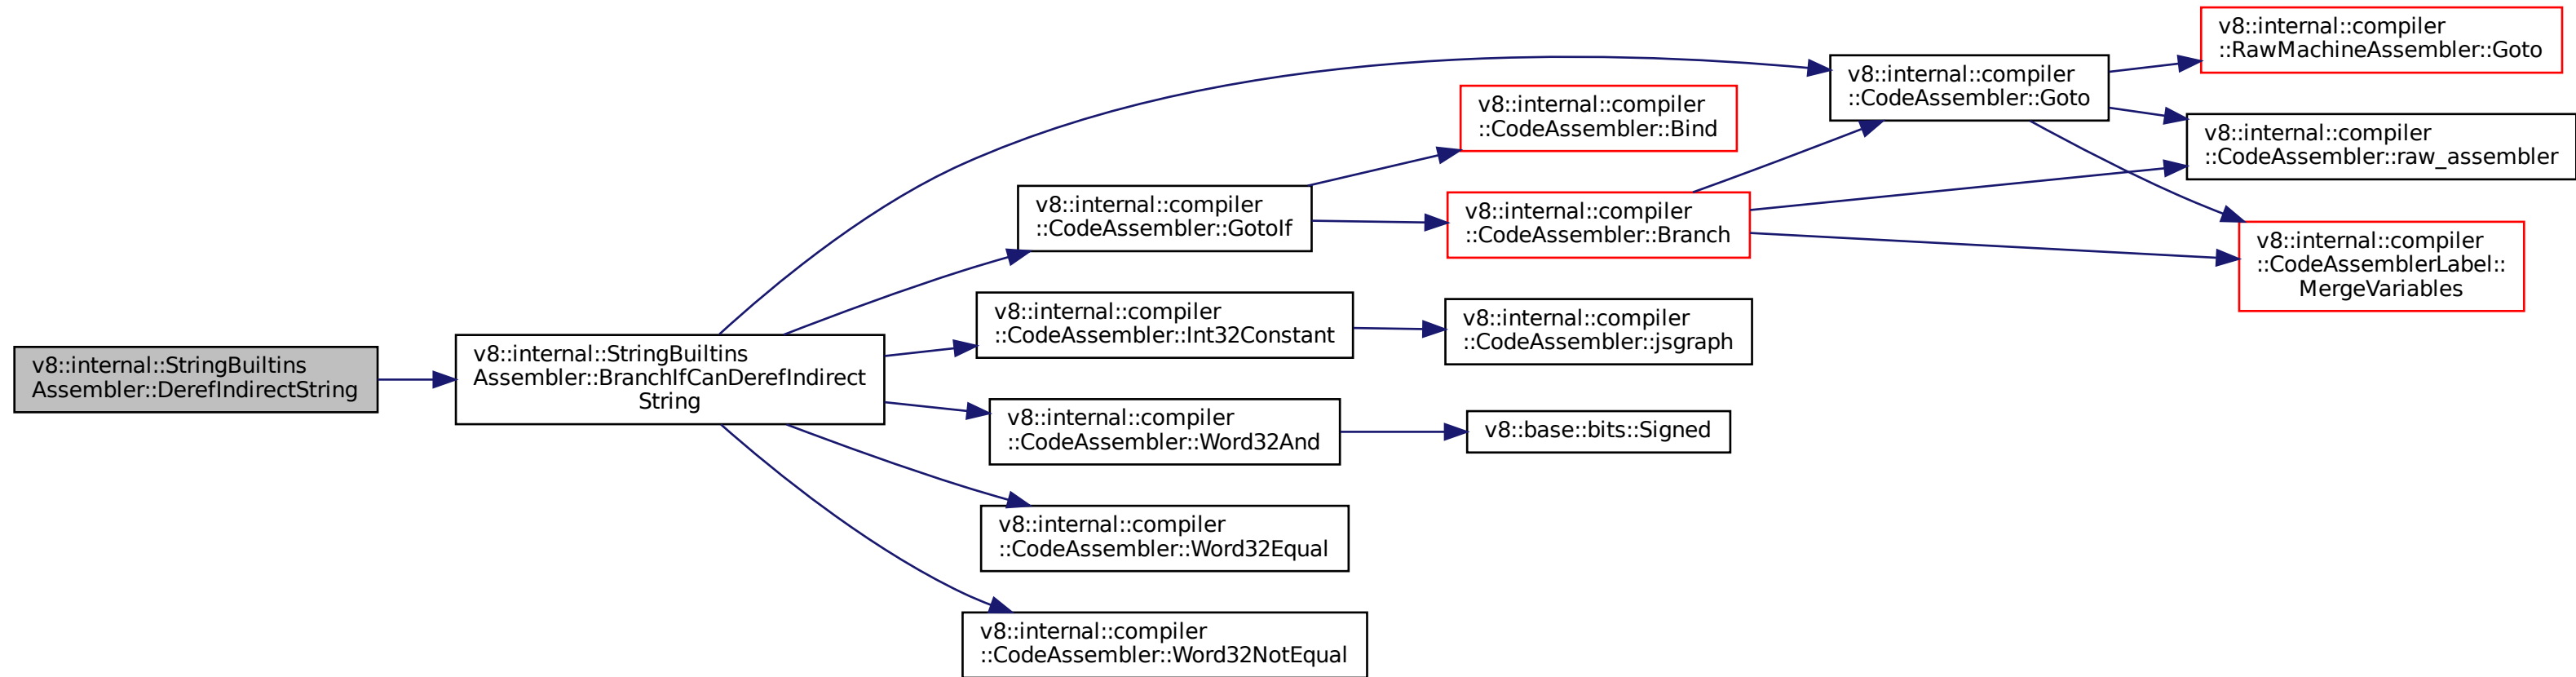 v8::internal::StringBuiltins
Assembler::DerefIndirectString
v8::internal::StringBuiltins
Assembler::BranchIfCanDerefIndirect
String
v8::internal::compiler
::CodeAssembler::GotoIf
v8::internal::compiler
::CodeAssembler::Int32Constant
v8::internal::compiler
::CodeAssembler::Word32And
v8::internal::compiler
::CodeAssembler::Word32Equal
v8::internal::compiler
::CodeAssembler::Word32NotEqual
v8::internal::compiler
::CodeAssembler::Bind
v8::internal::compiler
::CodeAssembler::Branch
v8::internal::compiler
::CodeAssembler::jsgraph
v8::base::bits::Signed
v8::internal::compiler
::CodeAssembler::Goto
v8::internal::compiler
::RawMachineAssembler::Goto
v8::internal::compiler
::CodeAssembler::raw_assembler
v8::internal::compiler
::CodeAssemblerLabel::
MergeVariables